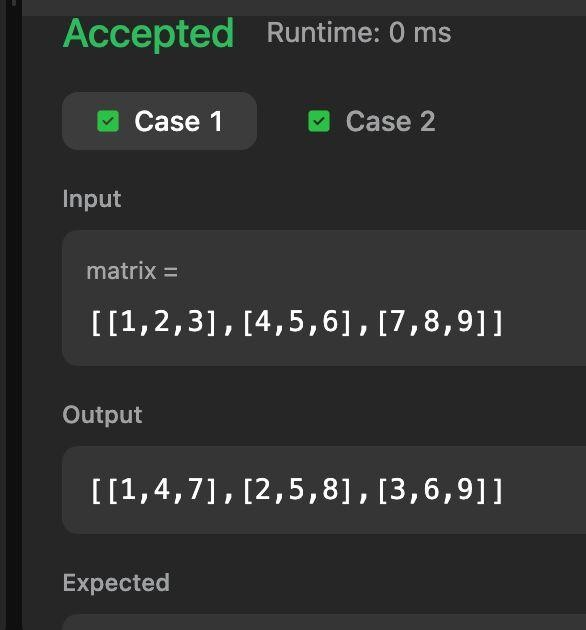 Accepted Runtime: 0 ms
Case 1 Case 2
Input
matrix =
[[1,2,3],[4,5,6],[7,8,9]]
Output
[[1,4,7],[2,5,8],[3,6,9]]
Expected